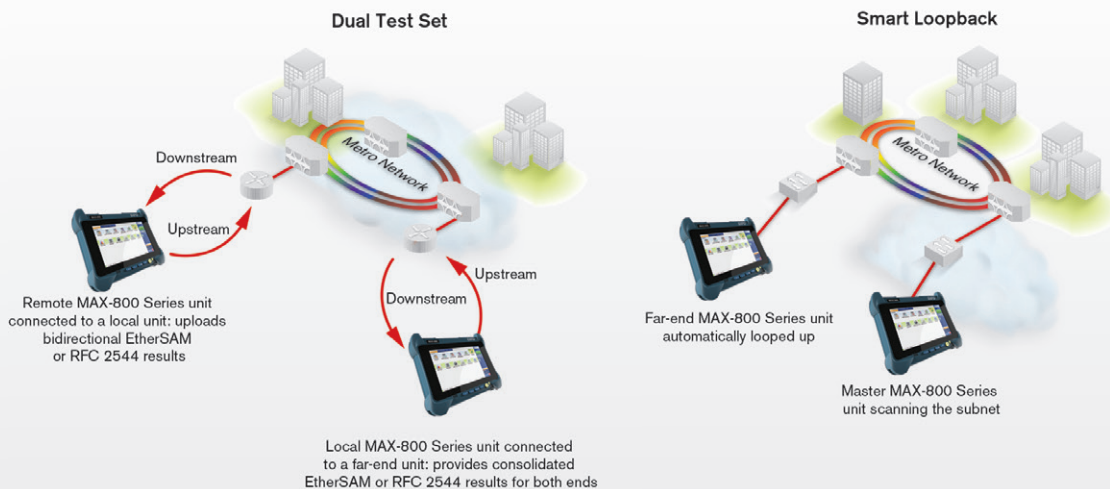 Dual Test Set
Metro Network
Downstream
Upstream
Remote MAX-800 Series unit
connected to a local unit: uploads
bidirectional EtherSAM
or RFC 2544 results
Upstream
Downstream
Local MAX-800 Series unit connected
to a far-end unit: provides consolidated
EtherSAM or RFC 2544 results for both ends
Smart Loopback
Metro Network
Far-end MAX-800 Series unit
automatically looped up
Master MAX-800 Series
unit scanning the subnet